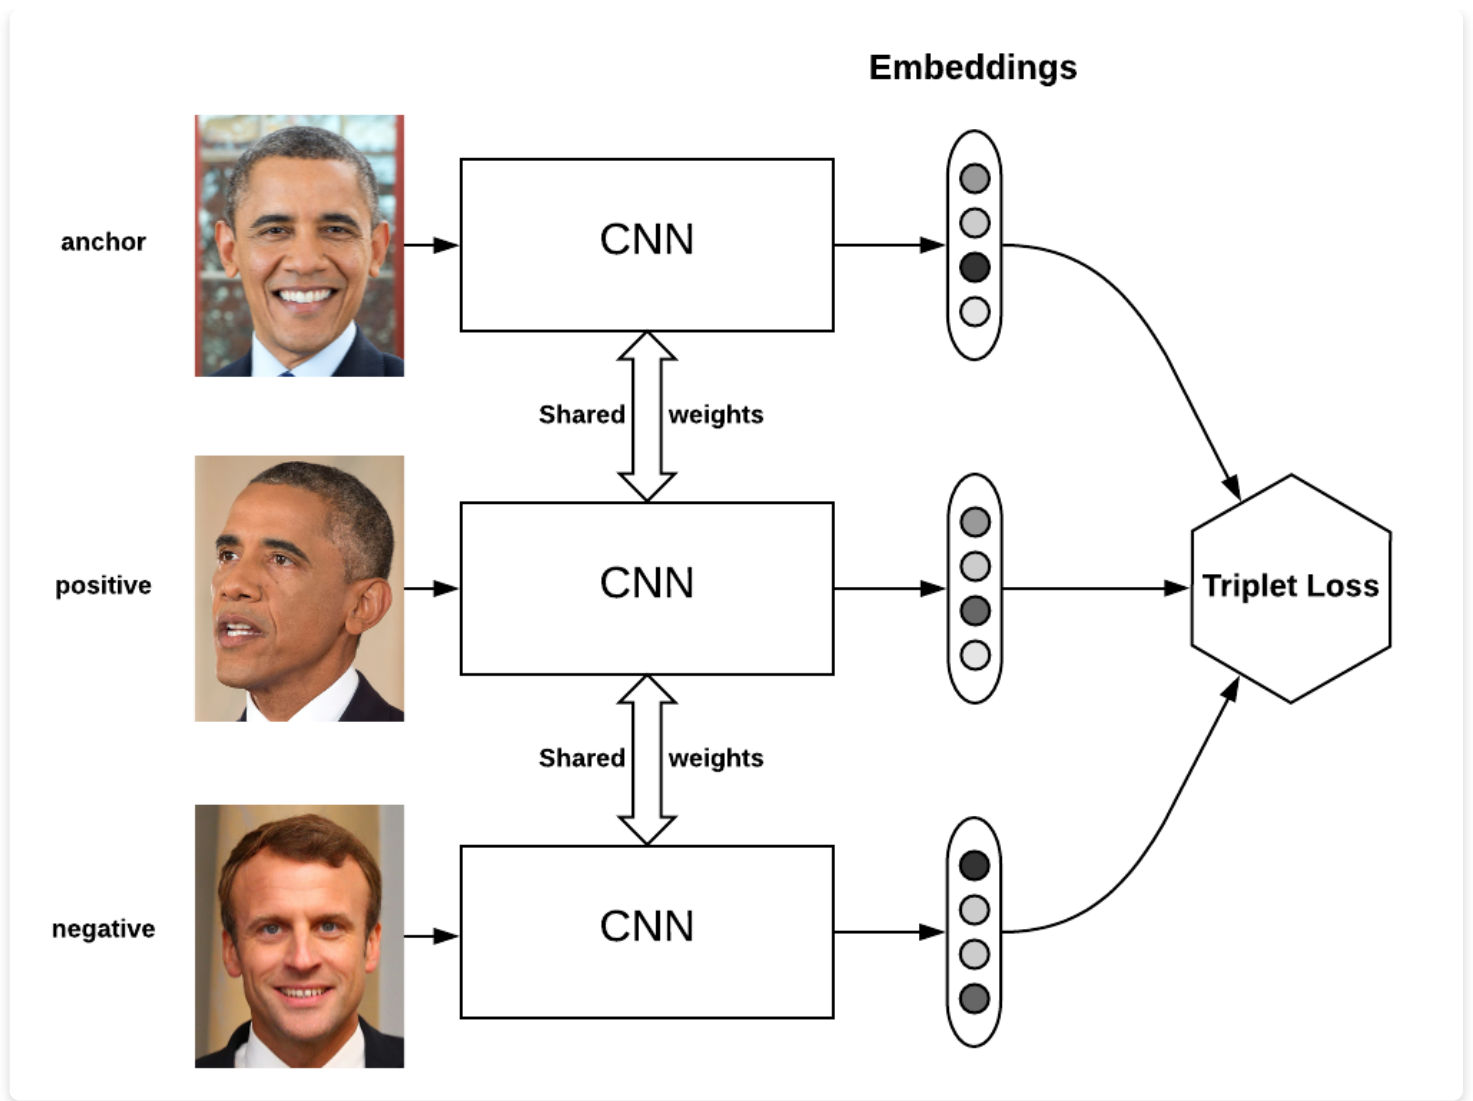 Embeddings
anchor
CNN
Shared weights
positive
CNN
Triplet Loss
Shared weights
negative
CNN